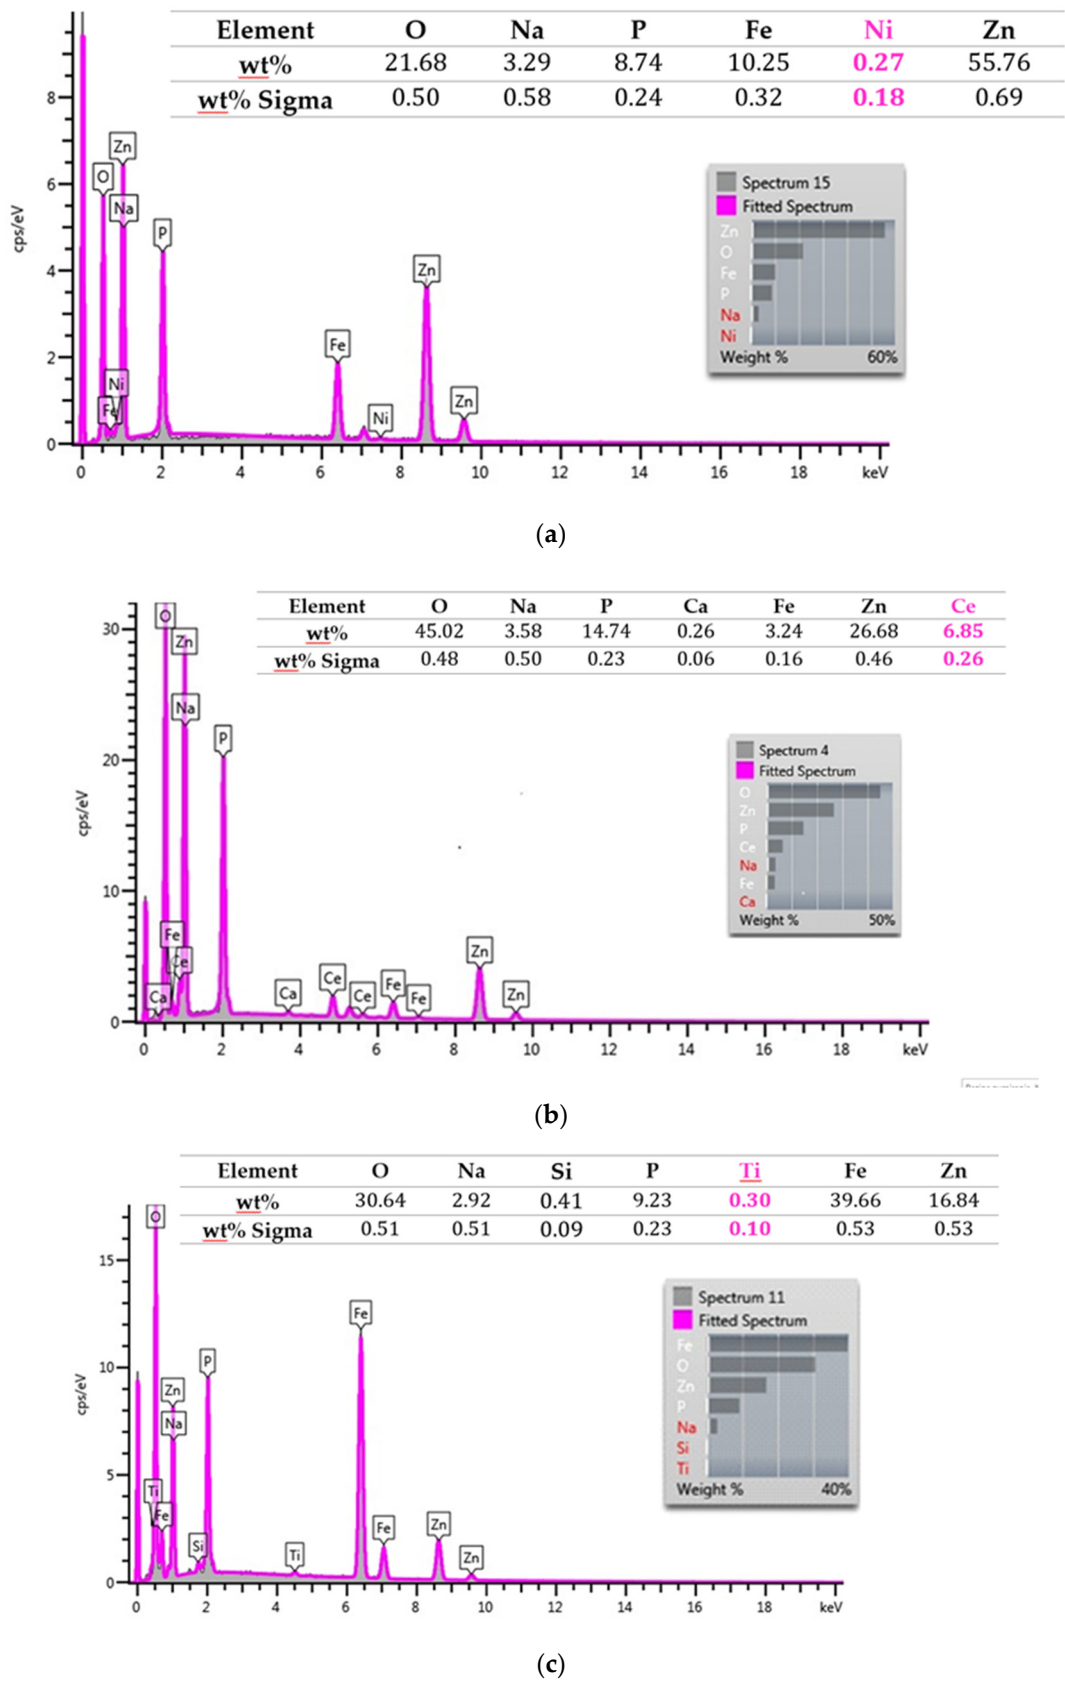 Element O Na P Fe Ni Zn
wt% 21.68 3.29 8.74 10.25 0.27 55.76
wt% Sigma 0.50 0.58 0.24 0.32 0.18 0.69
8
6
4
2
0
cps/eV
Zn
O
Na
P
Zn
Fe
Ni
Fe
Ni
Zn
Spectrum 15
Fitted Spectrum
Zn
O
Fe
P
Na
Ni
Weight % 60%
0 2 4 6 8 10 12 14 16 18 keV
(a)
Element O Na P Ca Fe Zn Ce
wt% 45.02 3.58 14.74 0.26 3.24 26.68 6.85
wt% Sigma 0.48 0.50 0.23 0.06 0.16 0.46 0.26
30
20
10
0
cps/eV
O
Zn
Na
P
Fe
Ce
Ca
Ca
Ce
Ce
Fe
Fe
Zn
Zn
Spectrum 4
Fitted Spectrum
O
Zn
P
Ce
Na
Fe
Ca
Weight % 50%
0 2 4 6 8 10 12 14 16 18 keV
(b)
Element O Na Si P Ti Fe Zn
wt% 30.64 2.92 0.41 9.23 0.30 39.66 16.84
wt% Sigma 0.51 0.51 0.09 0.23 0.10 0.53 0.53
15
10
5
0
cps/eV
O
Zn
Na
P
Fe
Ti
Fe
Si
Ti
Fe
Zn
Zn
Spectrum 11
Fitted Spectrum
Fe
O
Zn
P
Na
Si
Ti
Weight % 40%
0 2 4 6 8 10 12 14 16 18 keV
(c)